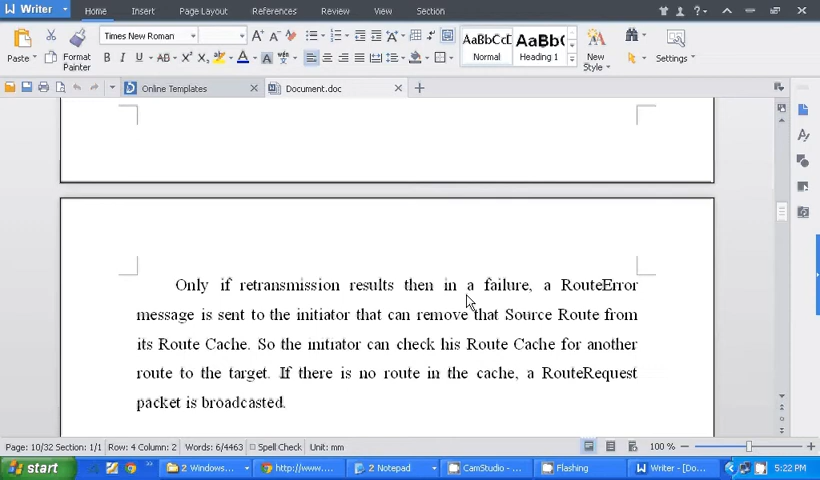 Writer
Home Insert Page Layout References Review View Section
Paste Format Painter
Times New Roman
B I U AB X² X₂
AaBbCcD Normal
AaBb( Heading 1
New Style
Settings
Online Templates
Document.doc
Only if retransmission results then in a failure, a RouteError
message is sent to the initiator that can remove that Source Route from
its Route Cache. So the initiator can check his Route Cache for another
route to the target. If there is no route in the cache, a RouteRequest
packet is broadcasted.
Page: 10/32 Section: 1/1 Row: 4 Column: 2 Words: 6/4463 Spell Check Unit: mm 100 %
start
2 Windows...
http://www....
2 Notepad
CamStudio - ...
Flashing
Writer - [Do...
5:22 PM